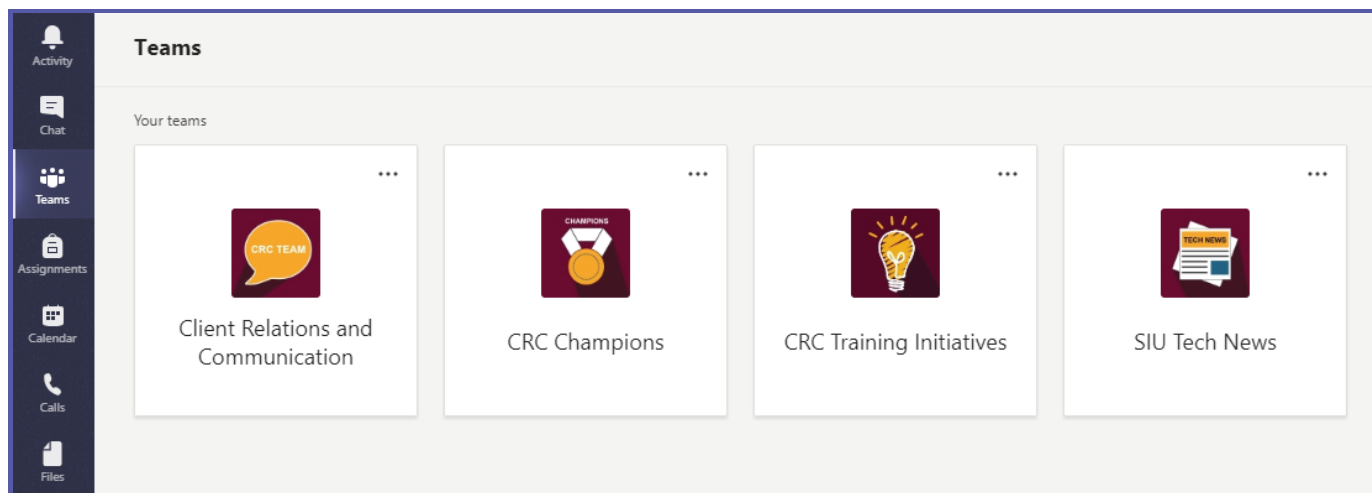 Activity
Chat
Teams
Assignments
Calendar
Calls
Files
Teams
Your teams
...
CRC TEAM
Client Relations and
Communication
...
CHAMPIONS
CRC Champions
...
CRC Training Initiatives
...
TECH NEWS
SIU Tech News